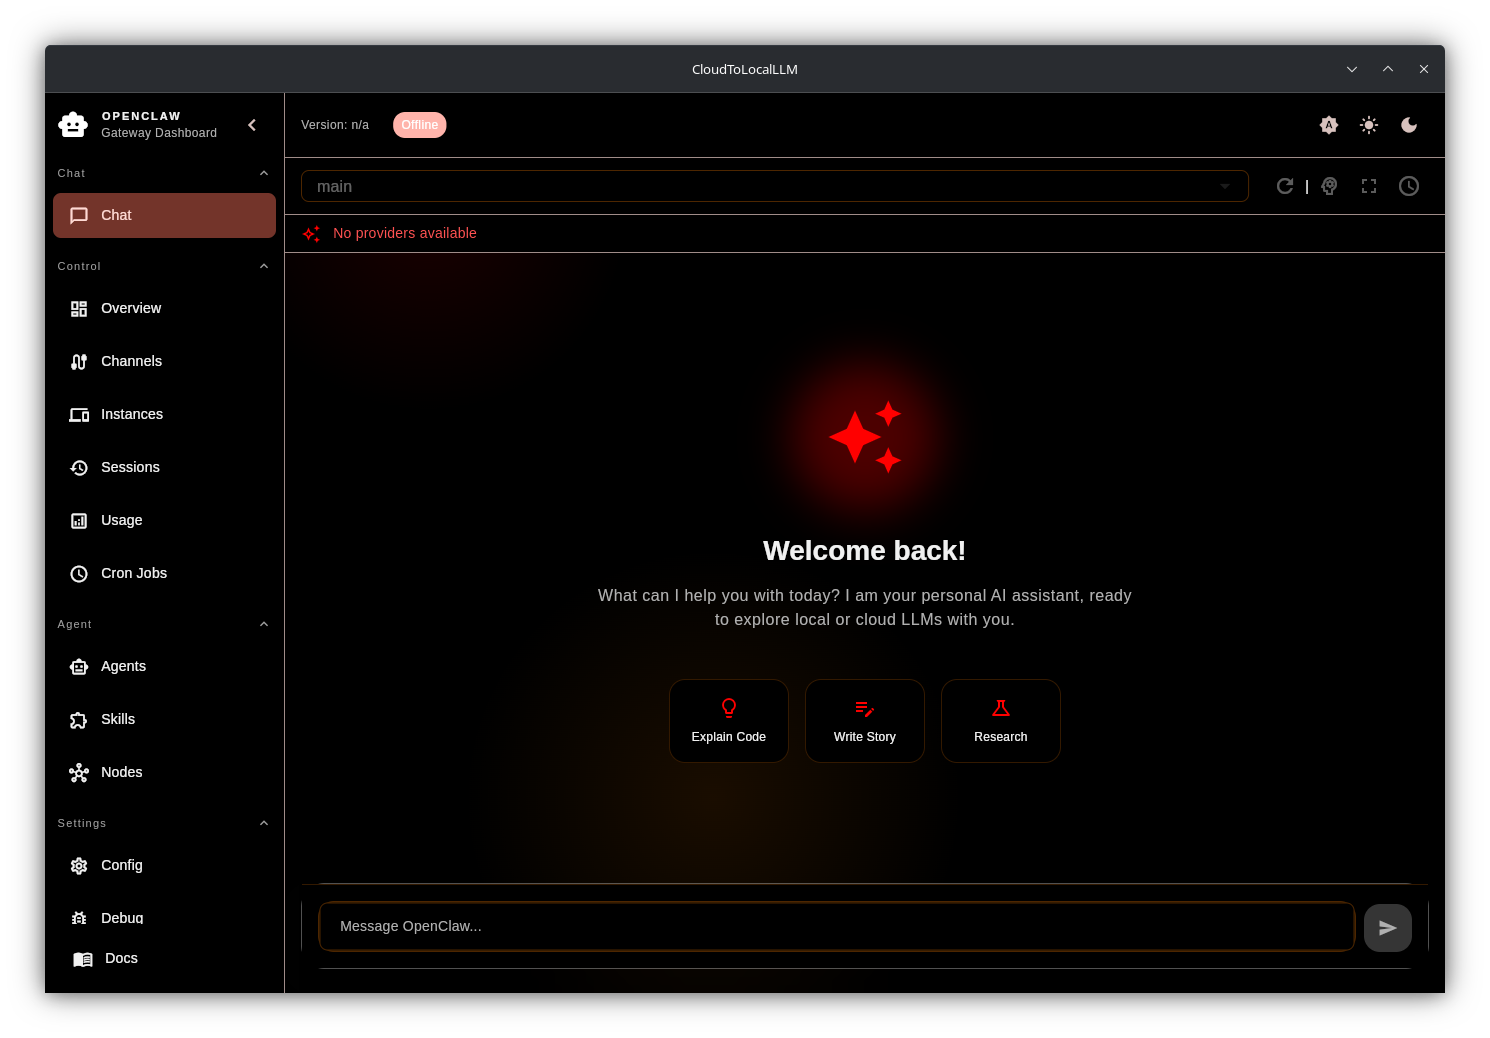 CloudToLocalLLM
OPENCLAW
Gateway Dashboard
Version: n/a
Offline
A
Chat
Chat
Control
Overview
Channels
Instances
Sessions
Usage
Cron Jobs
Agent
Agents
Skills
Nodes
Settings
Config
Debug
Docs
main
No providers available
Welcome back!
What can I help you with today? I am your personal AI assistant, ready
to explore local or cloud LLMs with you.
Explain Code
Write Story
Research
Message OpenClaw...